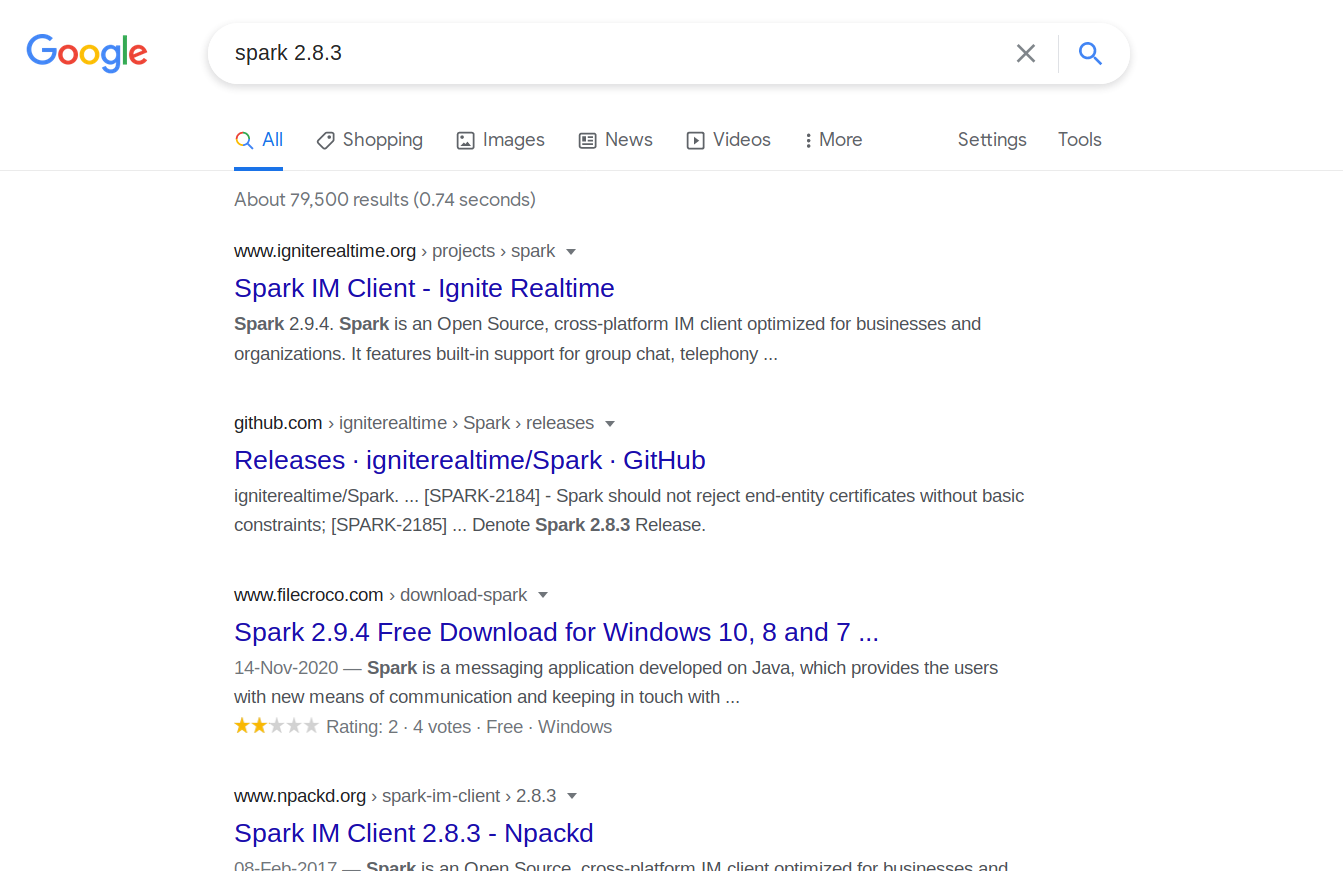 Google
spark 2.8.3
All Shopping Images News Videos More Settings Tools
About 79,500 results (0.74 seconds)
www.igniterealtime.org › projects › spark
Spark IM Client - Ignite Realtime
Spark 2.9.4. Spark is an Open Source, cross-platform IM client optimized for businesses and
organizations. It features built-in support for group chat, telephony ...
github.com › igniterealtime › Spark › releases
Releases · igniterealtime/Spark · GitHub
igniterealtime/Spark. ... [SPARK-2184] - Spark should not reject end-entity certificates without basic
constraints; [SPARK-2185] ... Denote Spark 2.8.3 Release.
www.filecroco.com › download-spark
Spark 2.9.4 Free Download for Windows 10, 8 and 7 ...
14-Nov-2020 — Spark is a messaging application developed on Java, which provides the users
with new means of communication and keeping in touch with ...
Rating: 2 · 4 votes · Free · Windows
www.npackd.org › spark-im-client › 2.8.3
Spark IM Client 2.8.3 - Npackd
08-Feb-2017 — Spark is an Open Source, cross-platform IM client optimized for businesses and